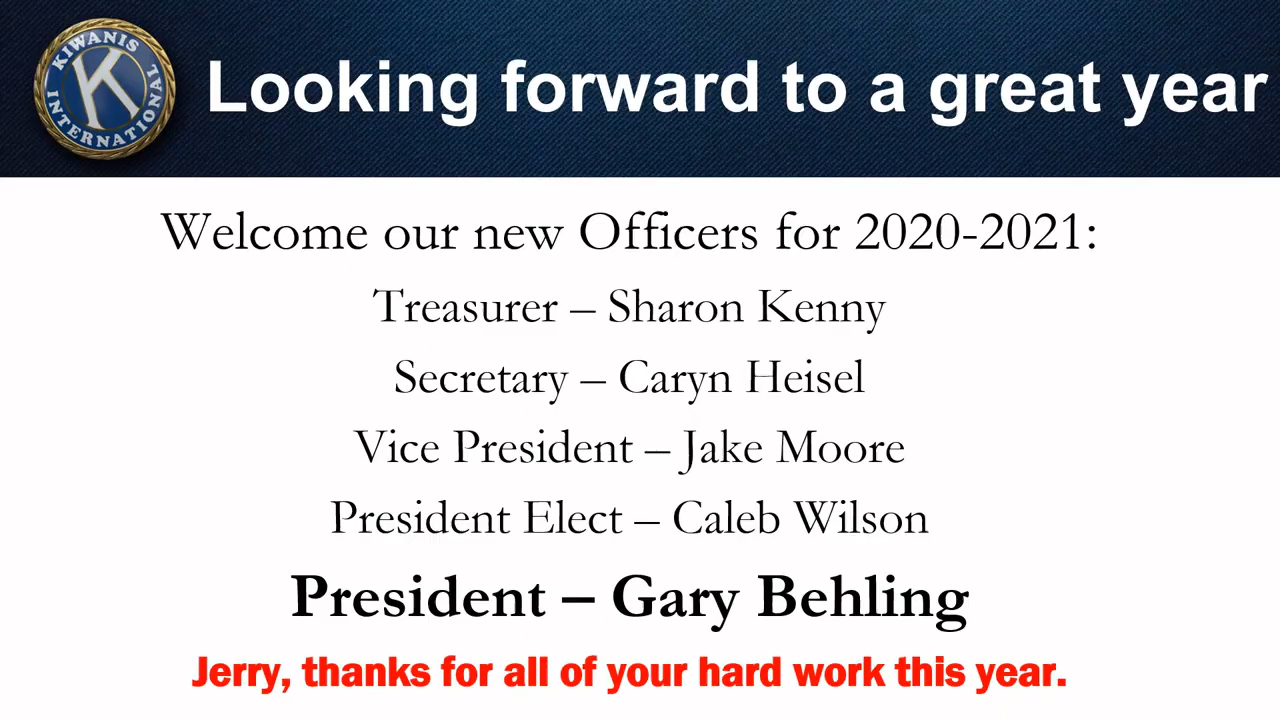 KIWANIS
K
INTERNATIONAL
Looking forward to a great year
Welcome our new Officers for 2020-2021:
Treasurer – Sharon Kenny
Secretary – Caryn Heisel
Vice President – Jake Moore
President Elect – Caleb Wilson
President – Gary Behling
Jerry, thanks for all of your hard work this year.